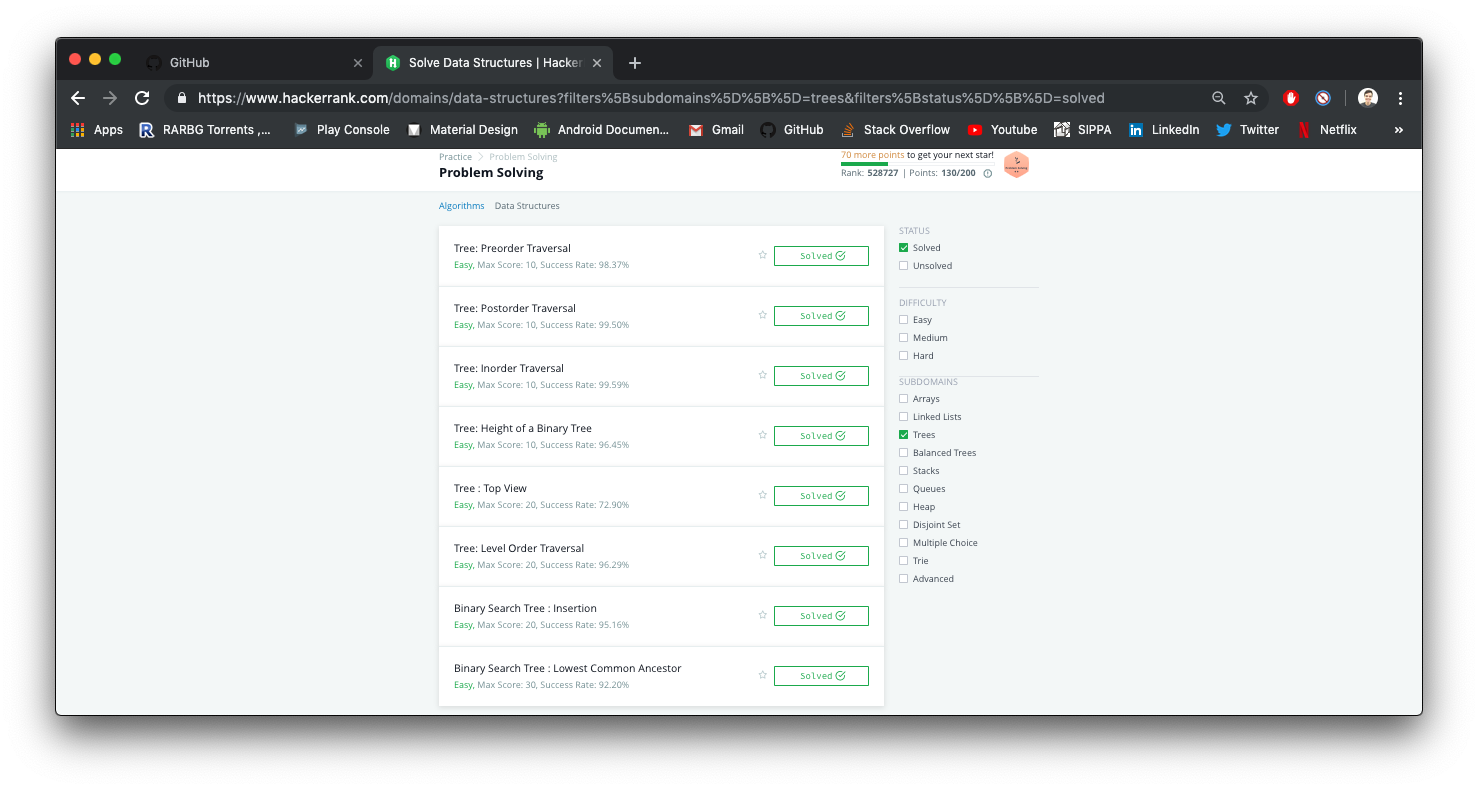 GitHub
Solve Data Structures | Hacker
https://www.hackerrank.com/domains/data-structures?filters%5Bsubdomains%5D%5B%5D=trees&filters%5Bstatus%5D%5B%5D=solved
Apps RARBG Torrents ,... Play Console Material Design Android Documen... Gmail GitHub Stack Overflow Youtube SIPPA LinkedIn Twitter Netflix »
Practice Problem Solving
Problem Solving
70 more points to get your next star!
Rank: 528727 | Points: 130/200
Algorithms Data Structures
Tree: Preorder Traversal
Easy, Max Score: 10, Success Rate: 98.37%
Solved
Tree: Postorder Traversal
Easy, Max Score: 10, Success Rate: 99.50%
Solved
Tree: Inorder Traversal
Easy, Max Score: 10, Success Rate: 99.59%
Solved
Tree: Height of a Binary Tree
Easy, Max Score: 10, Success Rate: 96.45%
Solved
Tree : Top View
Easy, Max Score: 20, Success Rate: 72.90%
Solved
Tree: Level Order Traversal
Easy, Max Score: 20, Success Rate: 96.29%
Solved
Binary Search Tree : Insertion
Easy, Max Score: 20, Success Rate: 95.16%
Solved
Binary Search Tree : Lowest Common Ancestor
Easy, Max Score: 30, Success Rate: 92.20%
Solved
STATUS
Solved
Unsolved
DIFFICULTY
Easy
Medium
Hard
SUBDOMAINS
Arrays
Linked Lists
Trees
Balanced Trees
Stacks
Queues
Heap
Disjoint Set
Multiple Choice
Trie
Advanced